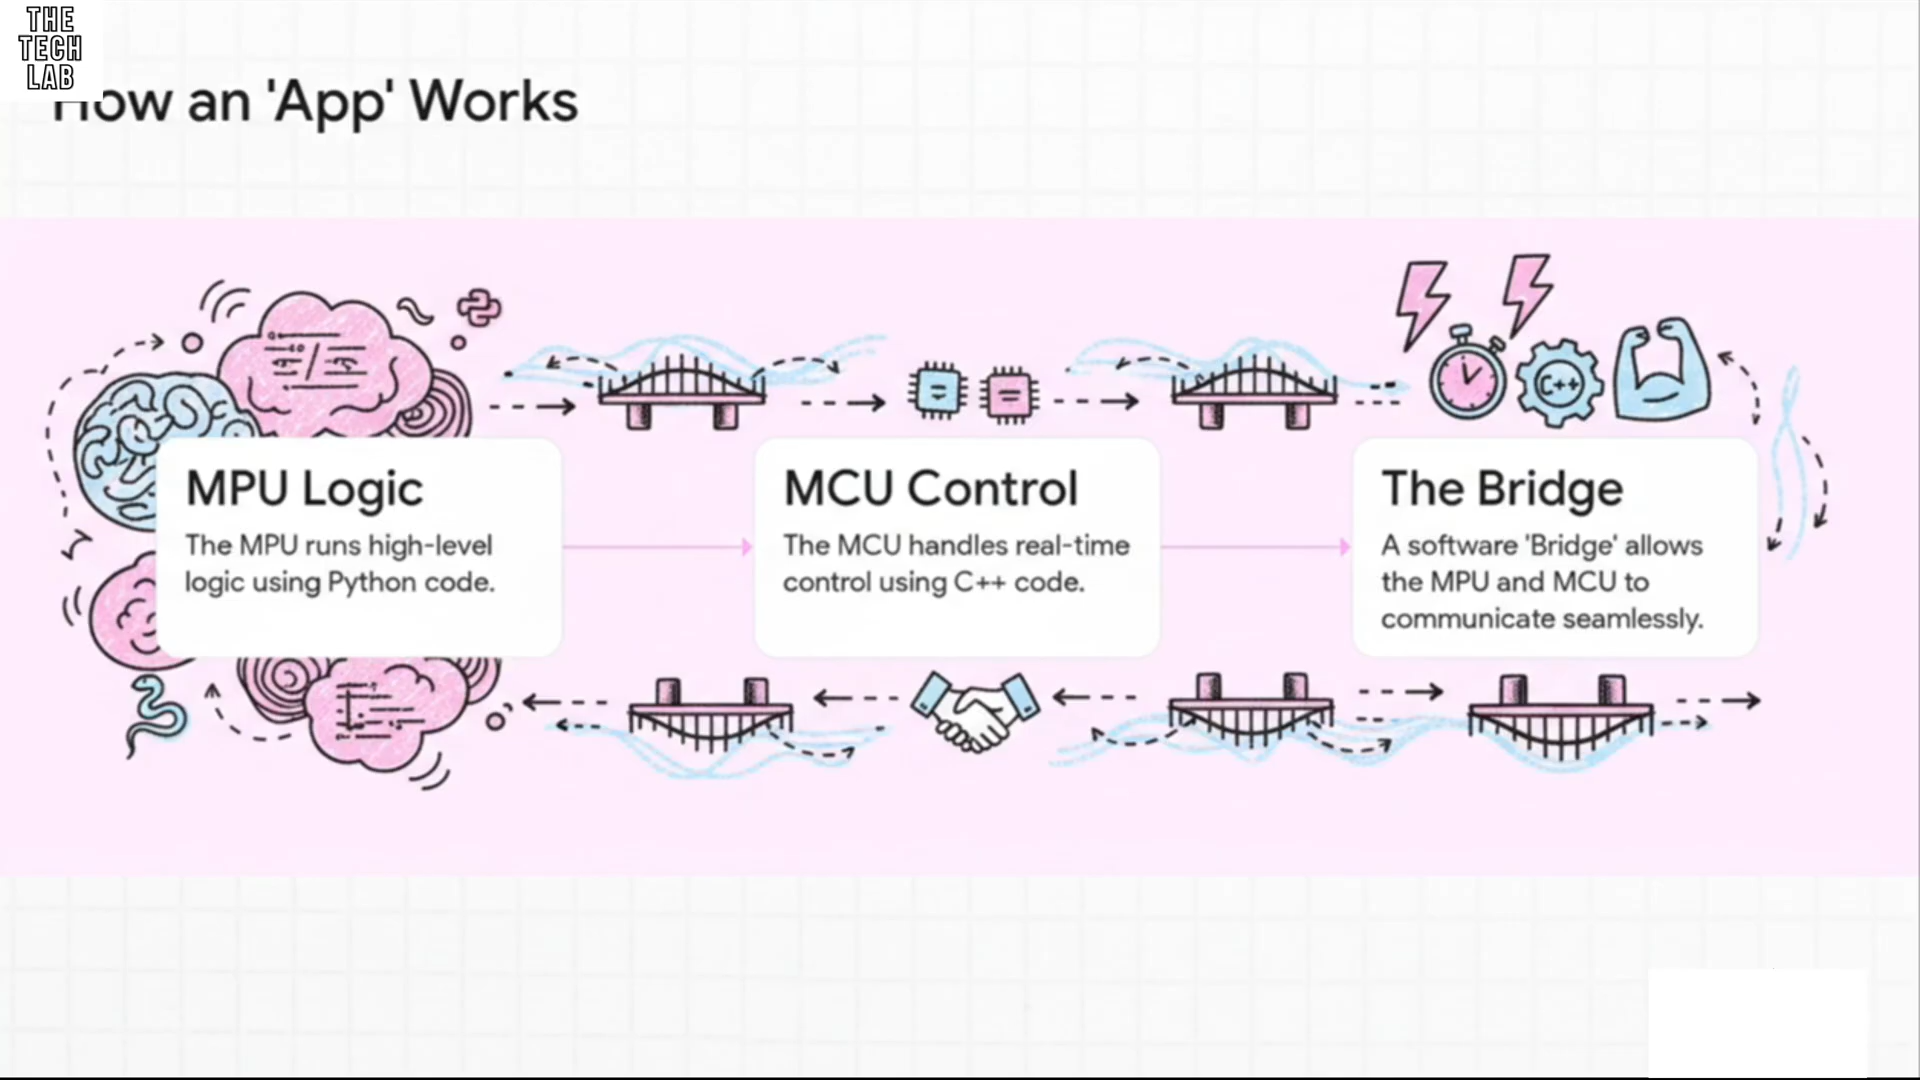 THE
TECH
LAB
How an 'App' Works
C++
MPU Logic
The MPU runs high-level
logic using Python code.
MCU Control
The MCU handles real-time
control using C++ code.
The Bridge
A software 'Bridge' allows
the MPU and MCU to
communicate seamlessly.